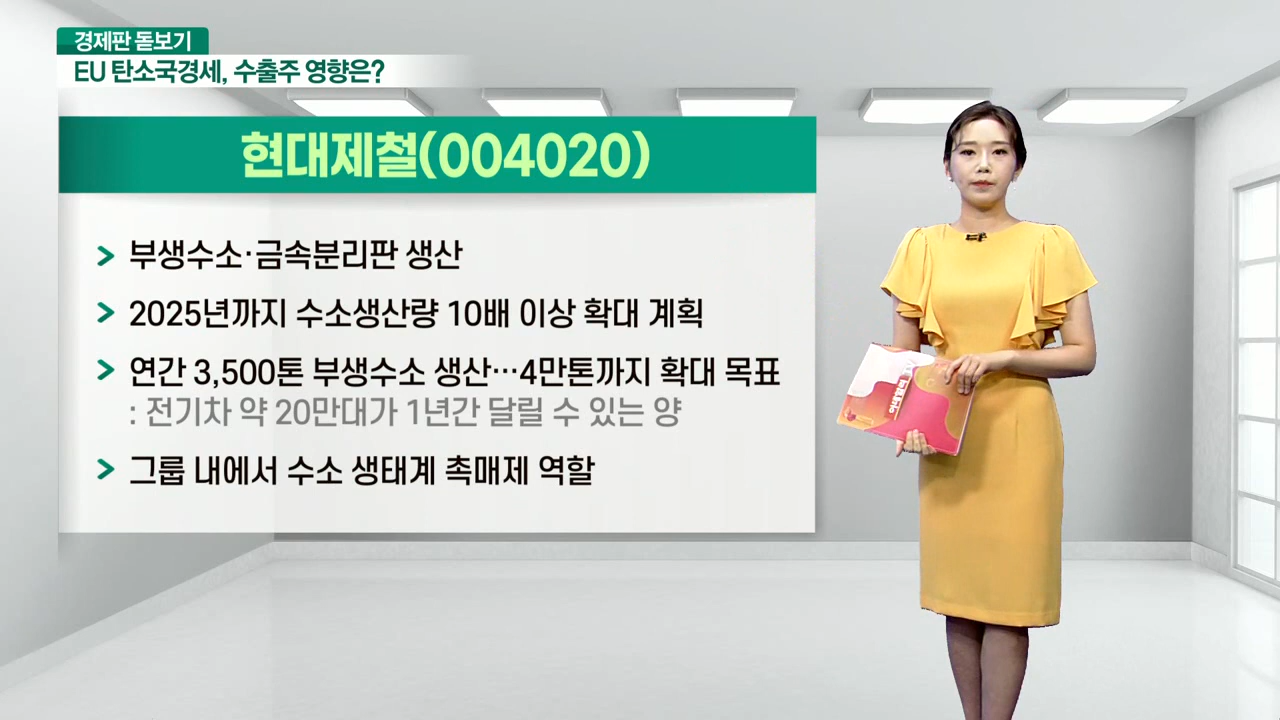 경제판 돋보기
EU 탄소국경세, 수출주 영향은?
현대제철(004020)
> 부생수소·금속분리판 생산
> 2025년까지 수소생산량 10배 이상 확대 계획
> 연간 3,500톤 부생수소 생산…4만톤까지 확대 목표
: 전기차 약 20만대가 1년간 달릴 수 있는 양
> 그룹 내에서 수소 생태계 촉매제 역할